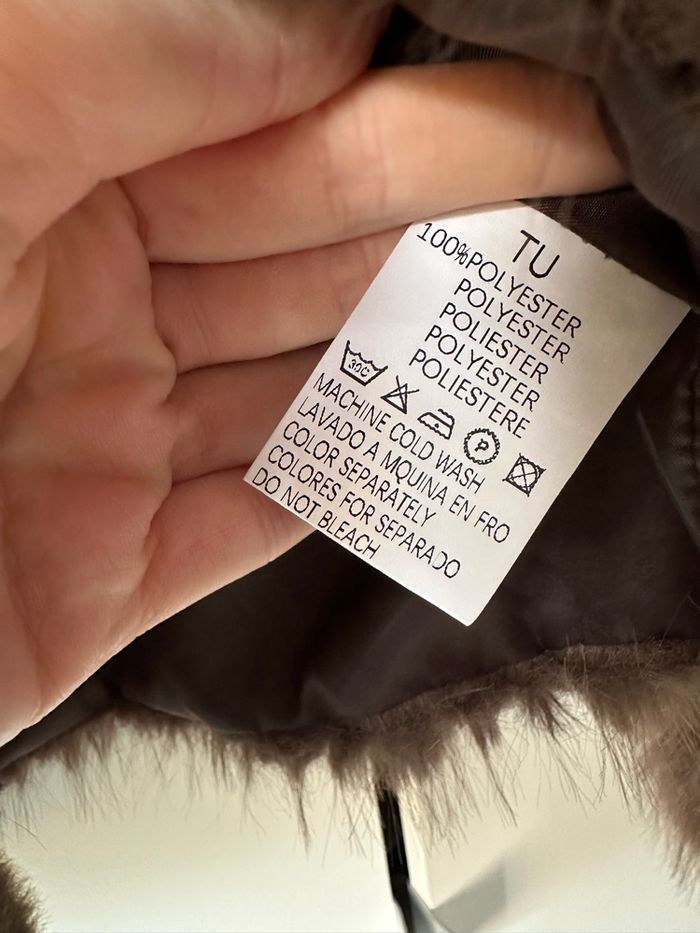 TU
100%POLYESTER
POLYESTER
POLIESTER
POLYESTER
POLIESTERE
30C P
MACHINE COLD WASH
LAVADO A MQUINA EN FRO
COLOR SEPARATELY
COLORES FOR SEPARADO
DO NOT BLEACH